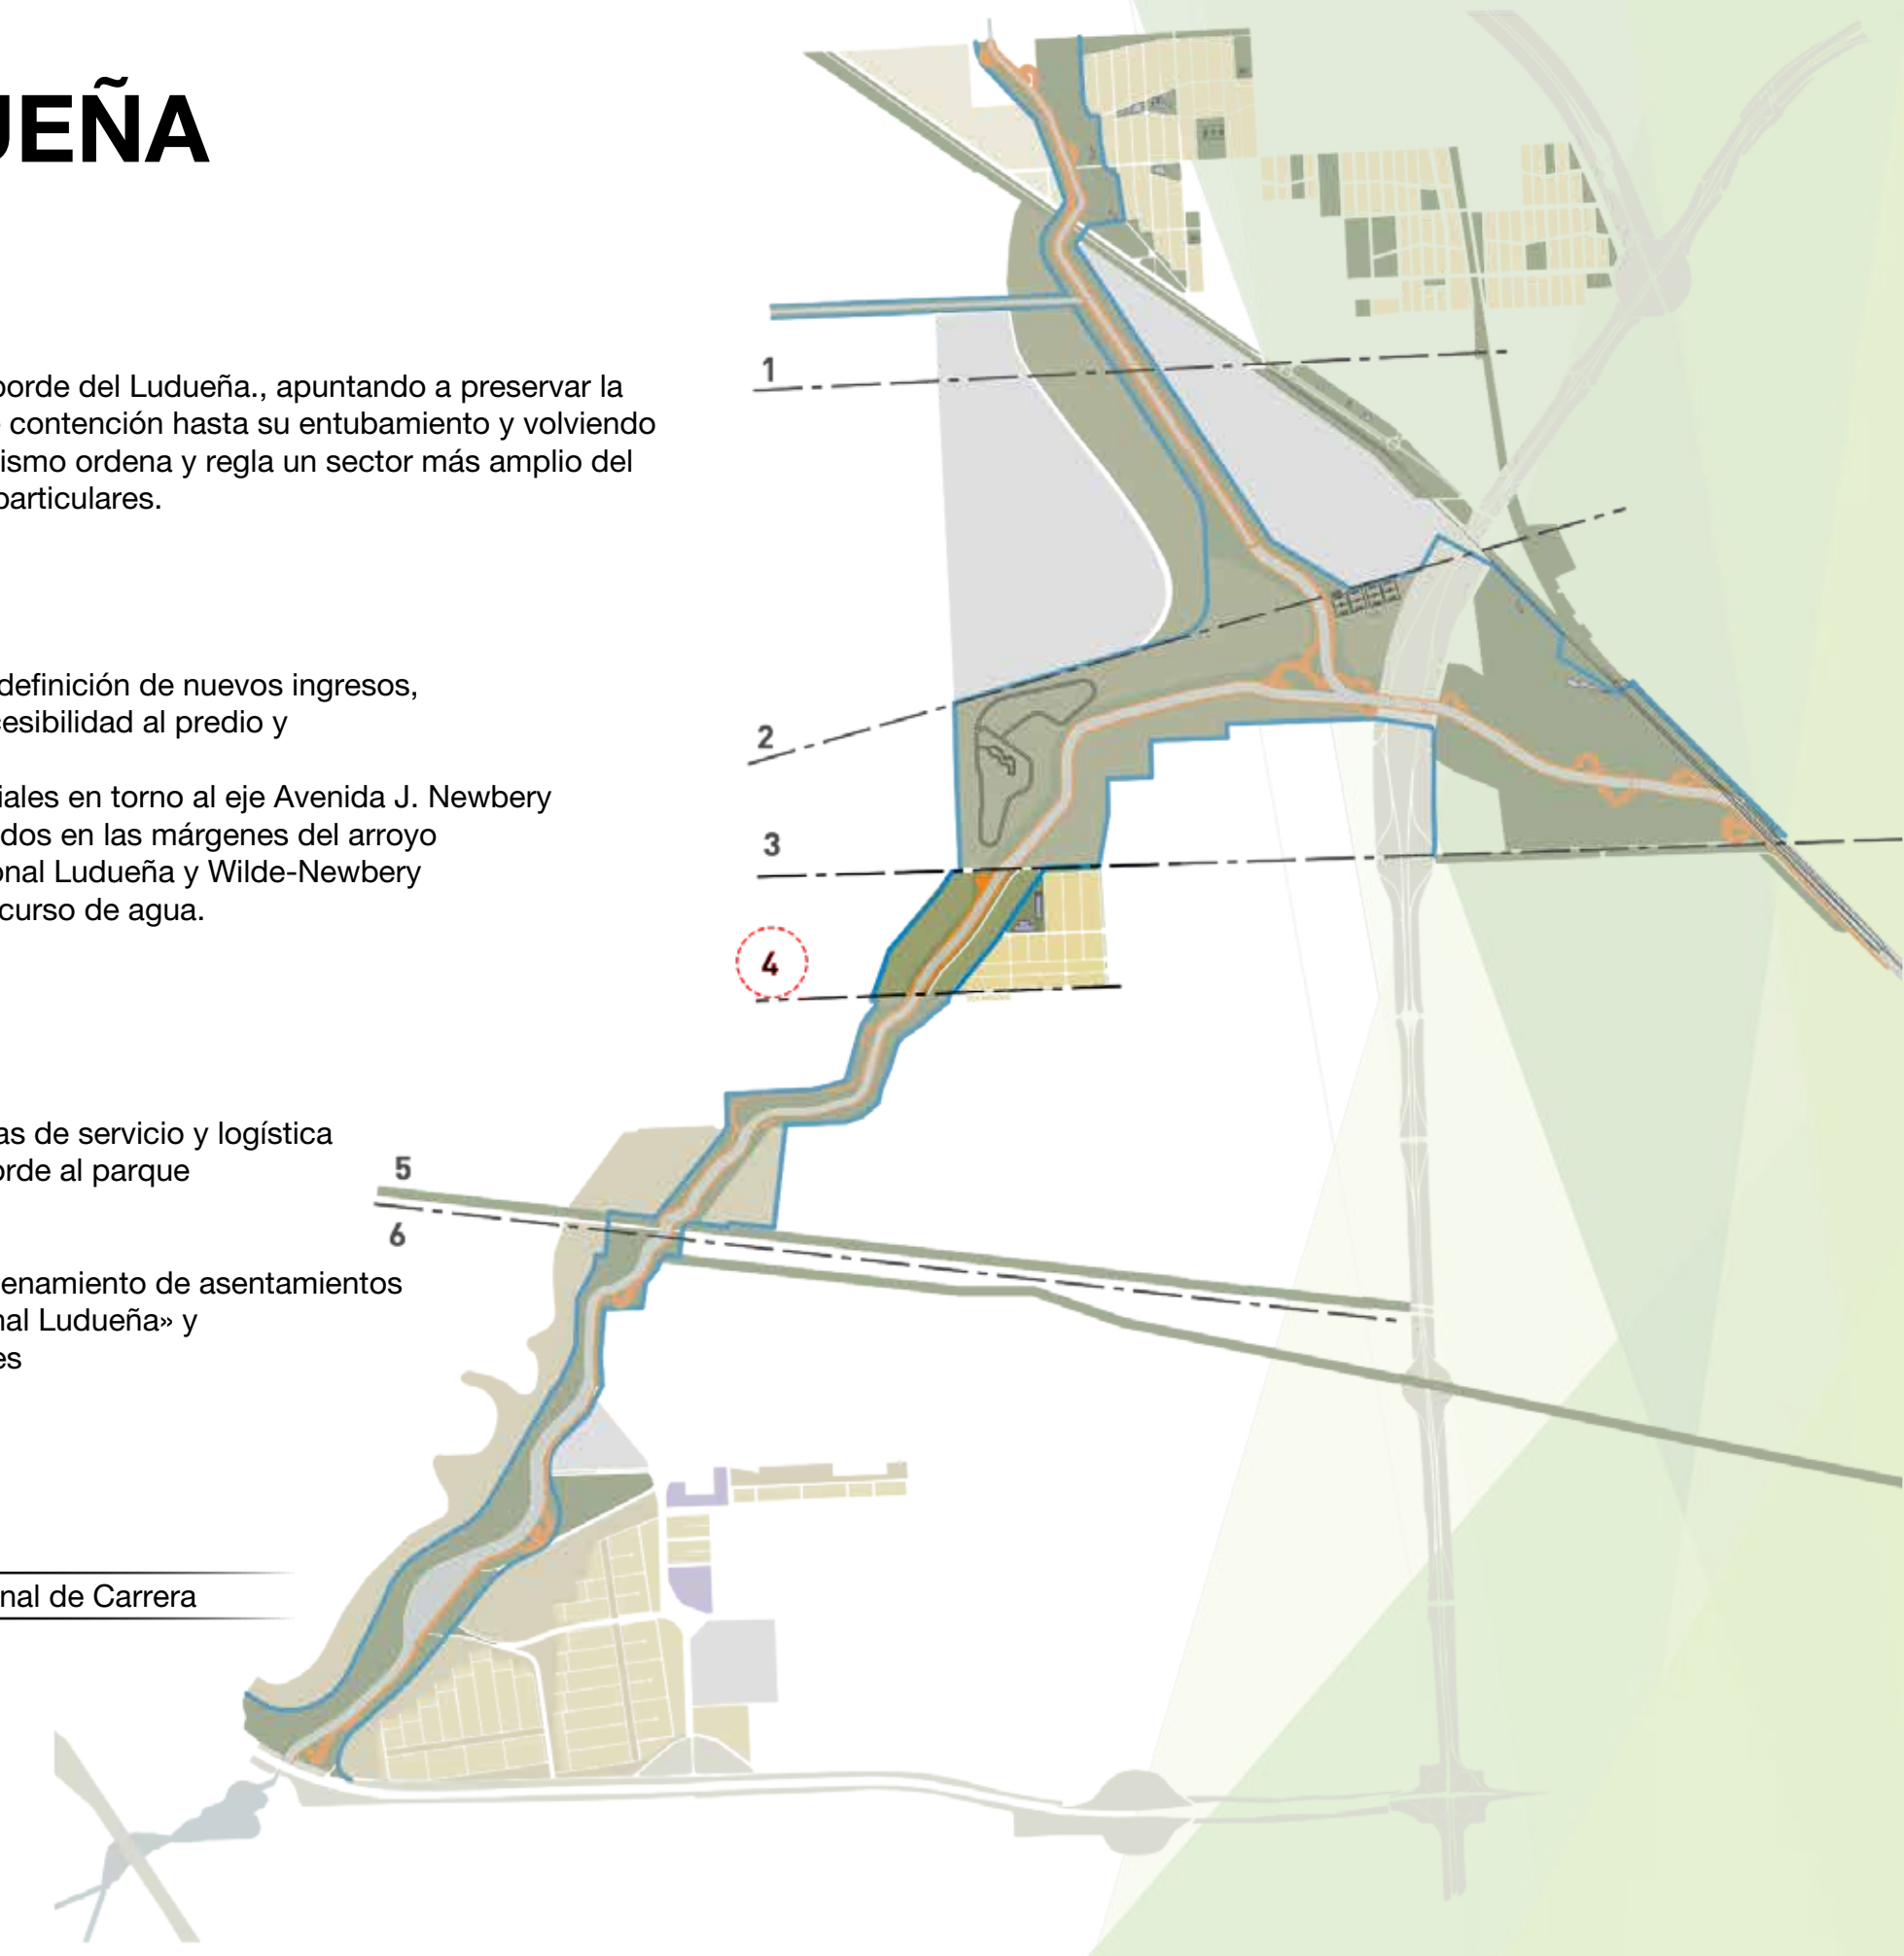 UEÑA
borde del Ludueña., apuntando a preservar la
contención hasta su entubamiento y volviendo
ismo ordena y regla un sector más amplio del
particulares.
definición de nuevos ingresos,
cesibilidad al predio y
iales en torno al eje Avenida J. Newbery
dos en las márgenes del arroyo
onal Ludueña y Wilde-Newbery
curso de agua.
as de servicio y logística
orde al parque
enamiento de asentamientos
nal Ludueña» y
es
nal de Carrera
1
2
3
4
5
6